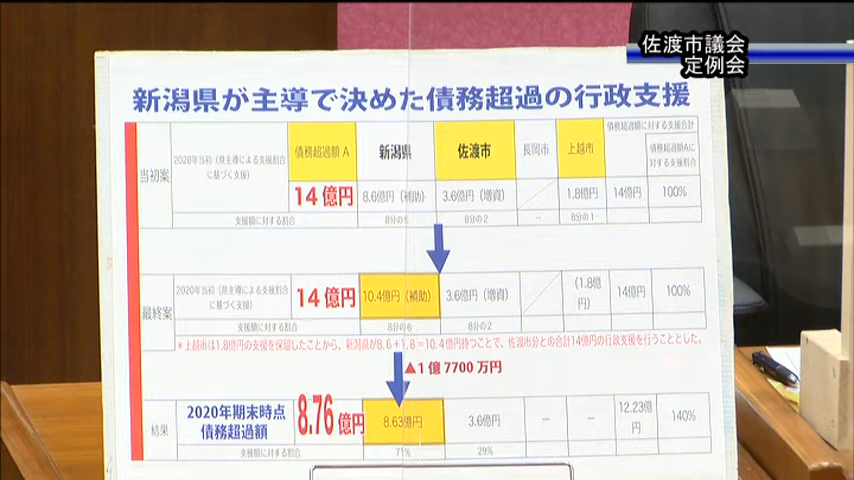 佐渡市議会
定例会
新潟県が主導で決めた債務超過の行政支援
債務超過額 A 新潟県 佐渡市 長岡市 上越市 債務超過額に対する支援合計
債務超過額Aに
対する支援割合
当初案
2020年当初(県主導による支援割合
に基づく支援)
14億円 8.6億円(補助) 3.6億円(増資) 1.8億円 14億円 100%
支援額に対する割合 8分の5 8分の2 − 8分の1
最終案
2020年当初(県主導による支援割合
に基づく支援)
14億円 10.4億円(補助) 3.6億円(増資) (1.8億
円) 14億円 100%
支援額に対する割合 8分の6 8分の2
*上越市は1.8億円の支援を保留したことから、新潟県が8.6+1.8=10.4億円持つことで、佐渡市分との合計14億円の行政支援を行うこととした。
▲1億7700万円
結果
2020年期末時点
債務超過額
8.76億円 8.63億円 3.6億円 − − 12.23億
円 140%
支援額に対する割合 71% 29%